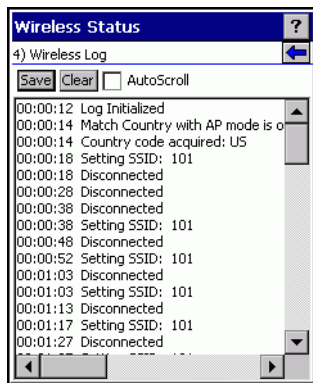 Wireless Status ?
4) Wireless Log
Save Clear AutoScroll
00:00:12 Log Initialized
00:00:14 Match Country with AP mode is
00:00:14 Country code acquired: US
00:00:18 Setting SSID: 101
00:00:18 Disconnected
00:00:28 Disconnected
00:00:38 Disconnected
00:00:38 Setting SSID: 101
00:00:48 Disconnected
00:00:52 Setting SSID: 101
00:01:03 Disconnected
00:01:03 Setting SSID: 101
00:01:13 Disconnected
00:01:17 Setting SSID: 101
00:01:27 Disconnected